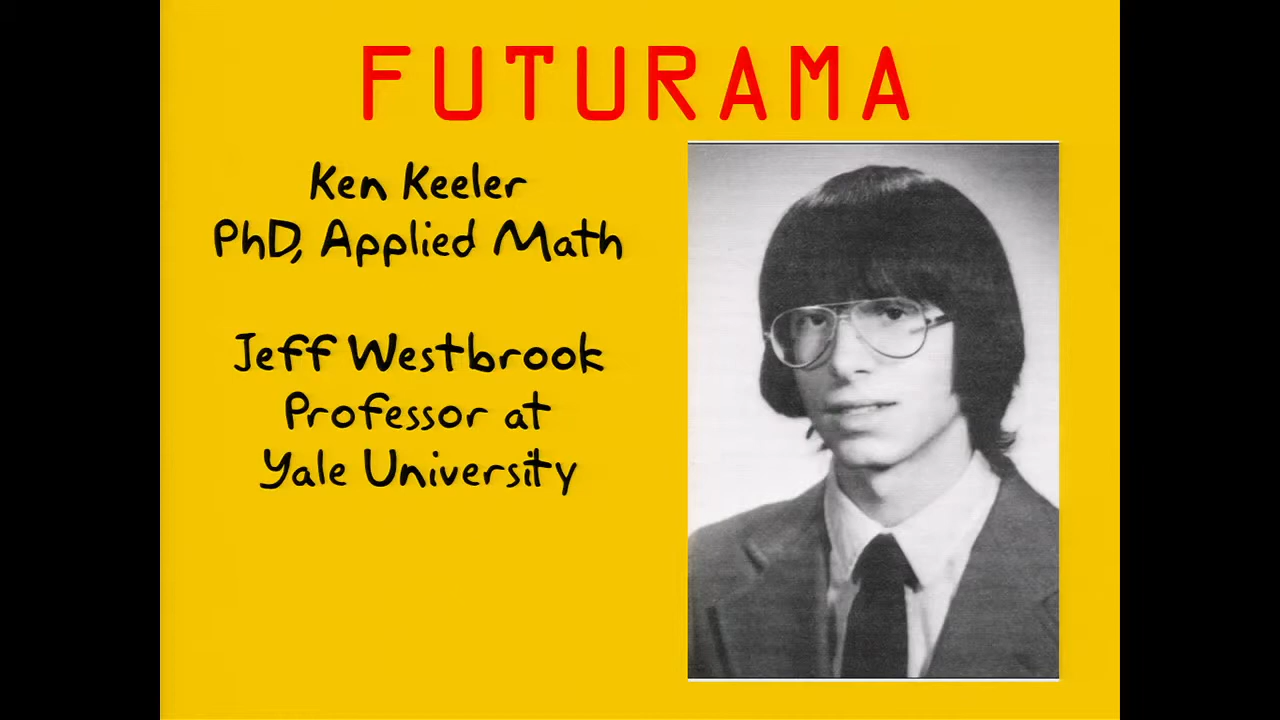 FUTURAMA
Ken Keeler
PhD, Applied Math
Jeff Westbrook
Professor at
Yale University